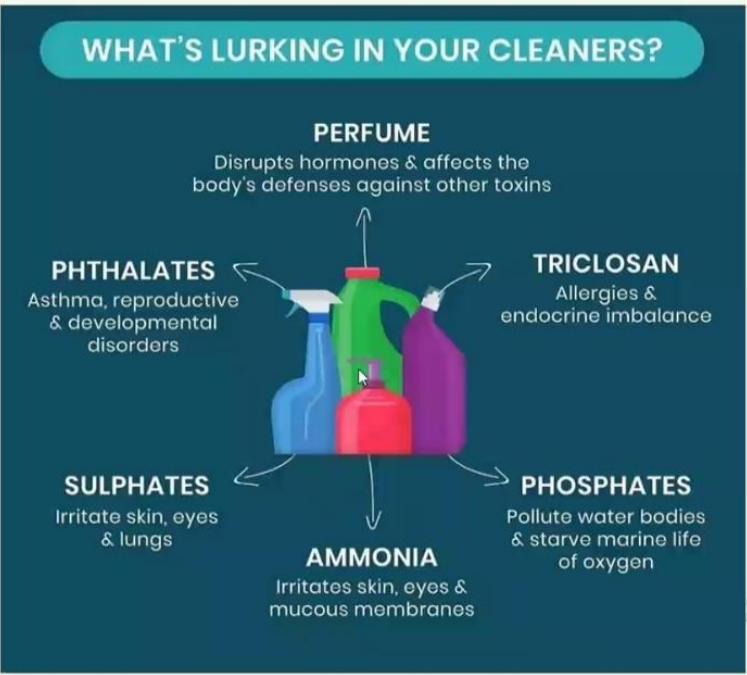 WHAT'S LURKING IN YOUR CLEANERS?
PERFUME
Disrupts hormones & affects the
body's defenses against other toxins
PHTHALATES
Asthma, reproductive
& developmental
disorders
TRICLOSAN
Allergies &
endocrine imbalance
SULPHATES
Irritate skin, eyes
& lungs
AMMONIA
Irritates skin, eyes &
mucous membranes
PHOSPHATES
Pollute water bodies
& starve marine life
of oxygen